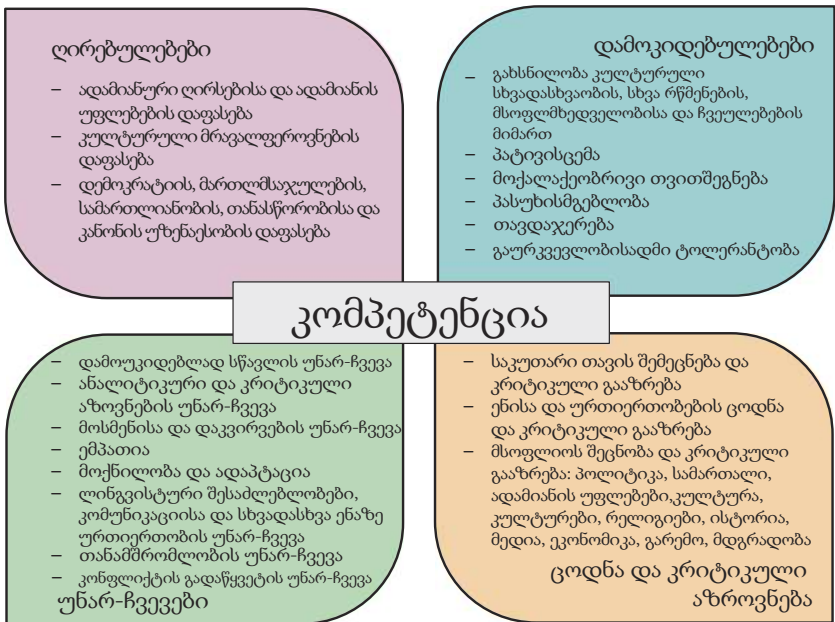 ღირებულებები
– ადამიანური ღირსებისა და ადამიანის
უფლებების დაფასება
– კულტურული მრავალფეროვნების
დაფასება
– დემოკრატიის, მართლმსაჯულების,
სამართლიანობის, თანასწორობისა და
კანონის უზენაესობის დაფასება
დამოკიდებულებები
– გახსნილობა კულტურული
სხვადასხვაობის, სხვა რწმენების,
მსოფლმხედველობისა და ჩვეულებების
მიმართ
– პატივისცემა
– მოქალაქეობრივი თვითშეგნება
– პასუხისმგებლობა
– თავდაჯერება
– გაურკვევლობისადმი ტოლერანტობა
კომპეტენცია
– დამოუკიდებლად სწავლის უნარ-ჩვევა
– ანალიტიკური და კრიტიკული
აზოვნების უნარ-ჩვევა
– მოსმენისა და დაკვირვების უნარ-ჩვევა
– ემპათია
– მოქნილობა და ადაპტაცია
– ლინგვისტური შესაძლებლობები,
კომუნიკაციისა და სხვადასხვა ენაზე
ურთიერთობის უნარ-ჩვევა
– თანამშრომლობის უნარ-ჩვევა
– კონფლიქტის გადაწყვეტის უნარ-ჩვევა
უნარ-ჩვევები
– საკუთარი თავის შემეცნება და
კრიტიკული გააზრება
– ენისა და ურთიერთობების ცოდნა
და კრიტიკული გააზრება
– მსოფლიოს შეცნობა და კრიტიკული
გააზრება: პოლიტიკა, სამართალი,
ადამიანის უფლებები,კულტურა,
კულტურები, რელიგიები, ისტორია,
მედია, ეკონომიკა, გარემო, მდგრადობა
ცოდნა და კრიტიკული
აზროვნება